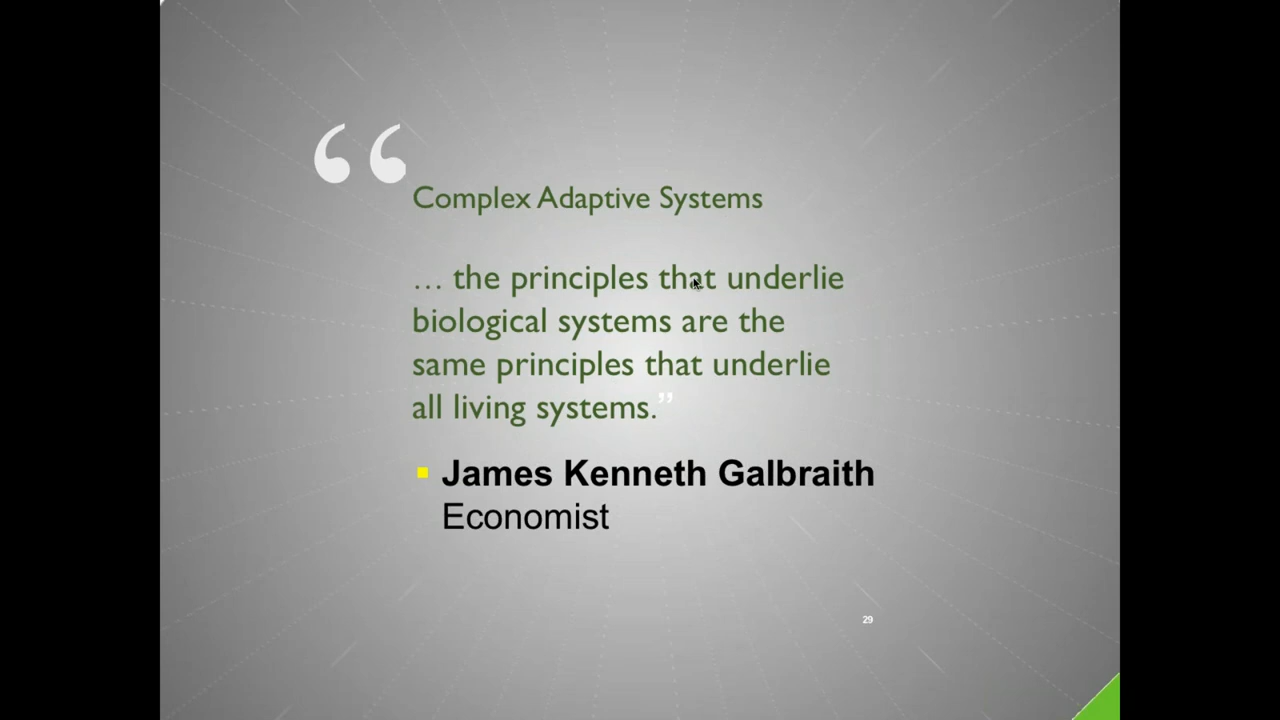 “
Complex Adaptive Systems
… the principles that underlie
biological systems are the
same principles that underlie
all living systems.”
▪ James Kenneth Galbraith
Economist
29